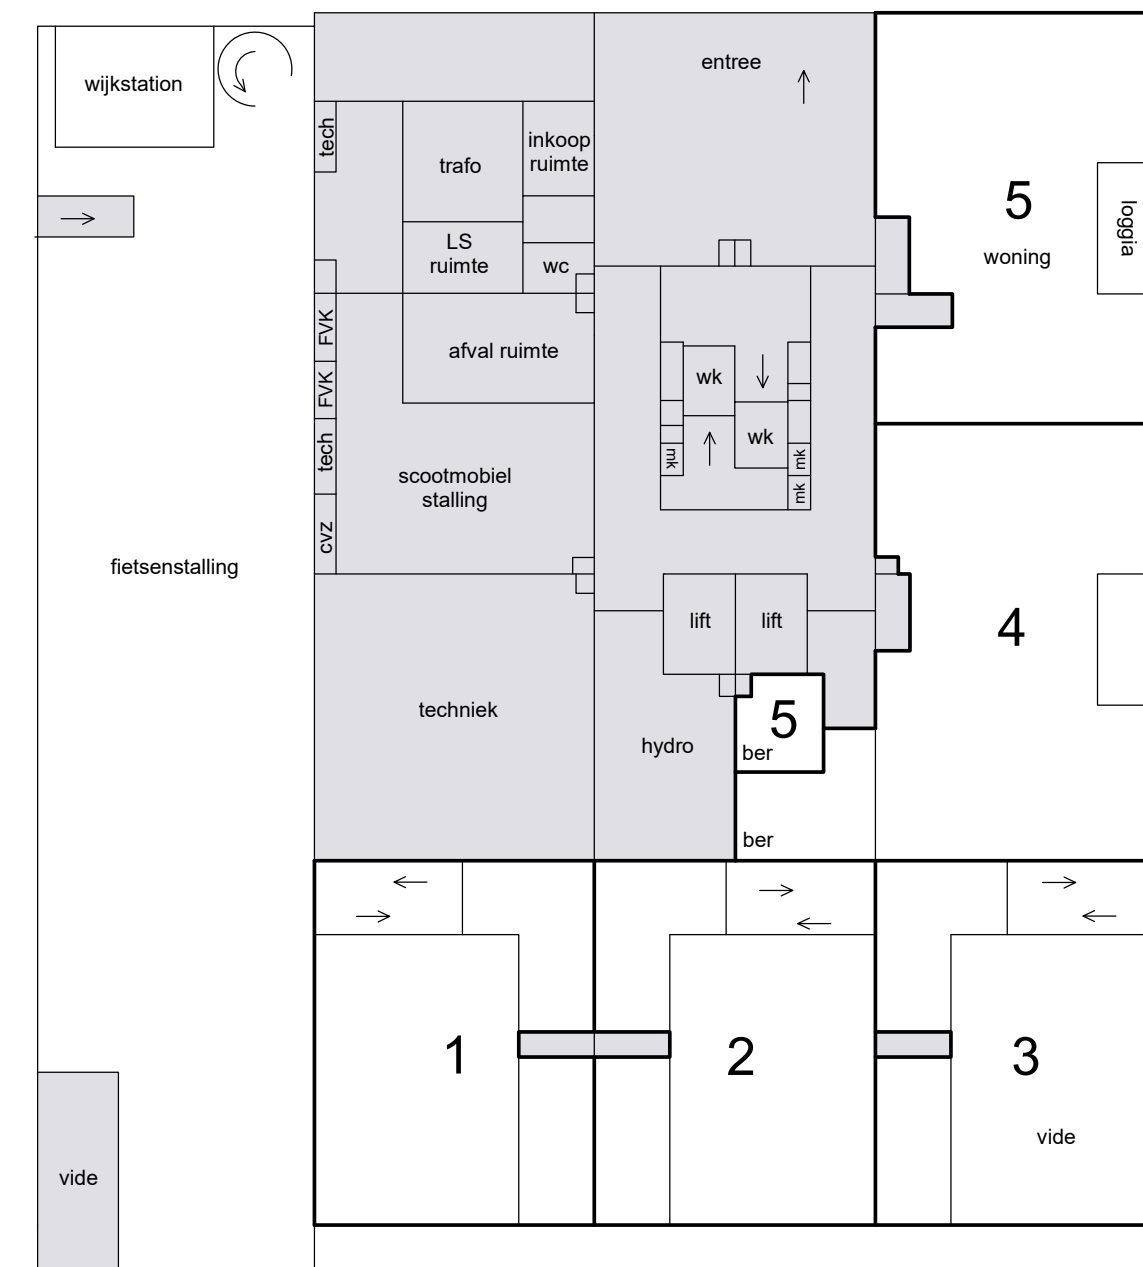 entree
wijkstation
tech
trafo
inkoop
ruimte
5
woning
loggia
LS
ruimte
wc
FVK
afval ruimte
FVK
wk
wk
tech
mk
mk
mk
scootmobiel
stalling
cvz
fietsenstalling
lift
lift
4
techniek
hydro
5
ber
ber
1
2
3
vide
vide